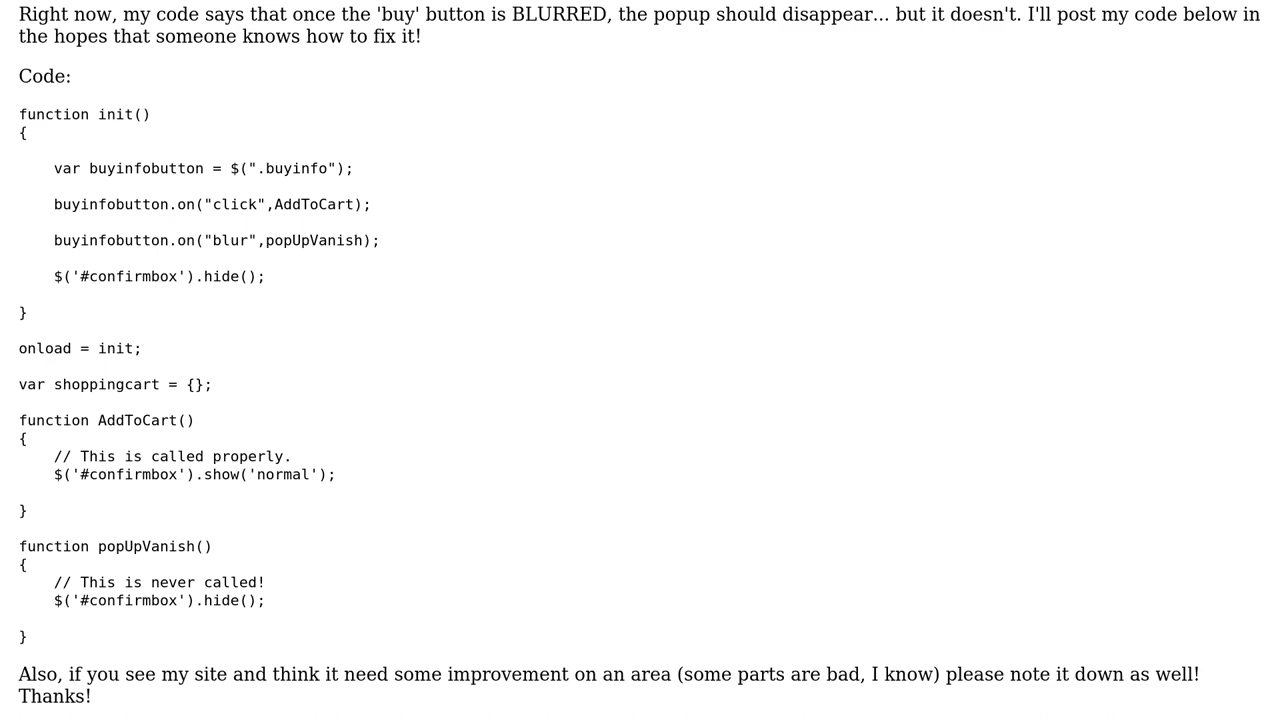 Right now, my code says that once the 'buy' button is BLURRED, the popup should disappear... but it doesn't. I'll post my code below in
the hopes that someone knows how to fix it!
Code:
function init()
{
    var buyinfobutton = $(".buyinfo");
    buyinfobutton.on("click",AddToCart);
    buyinfobutton.on("blur",popUpVanish);
    $('#confirmbox').hide();
}
onload = init;
var shoppingcart = {};
function AddToCart()
{
    // This is called properly.
    $('#confirmbox').show('normal');
}
function popUpVanish()
{
    // This is never called!
    $('#confirmbox').hide();
}
Also, if you see my site and think it need some improvement on an area (some parts are bad, I know) please note it down as well!
Thanks!